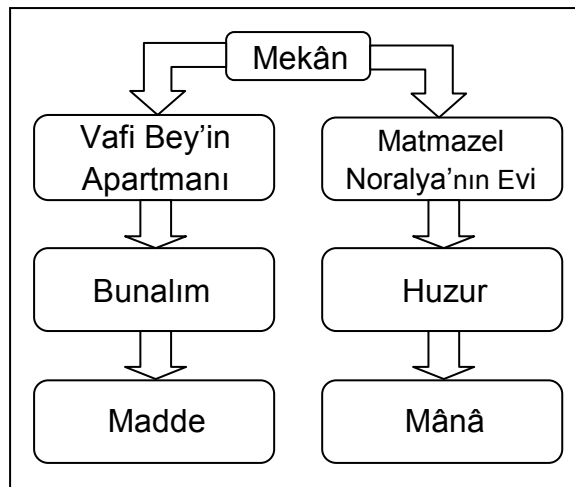 Mekân
Vafi Bey’in
Apartmanı
Matmazel
Noralya’nın Evi
Bunalım
Huzur
Madde
Mânâ